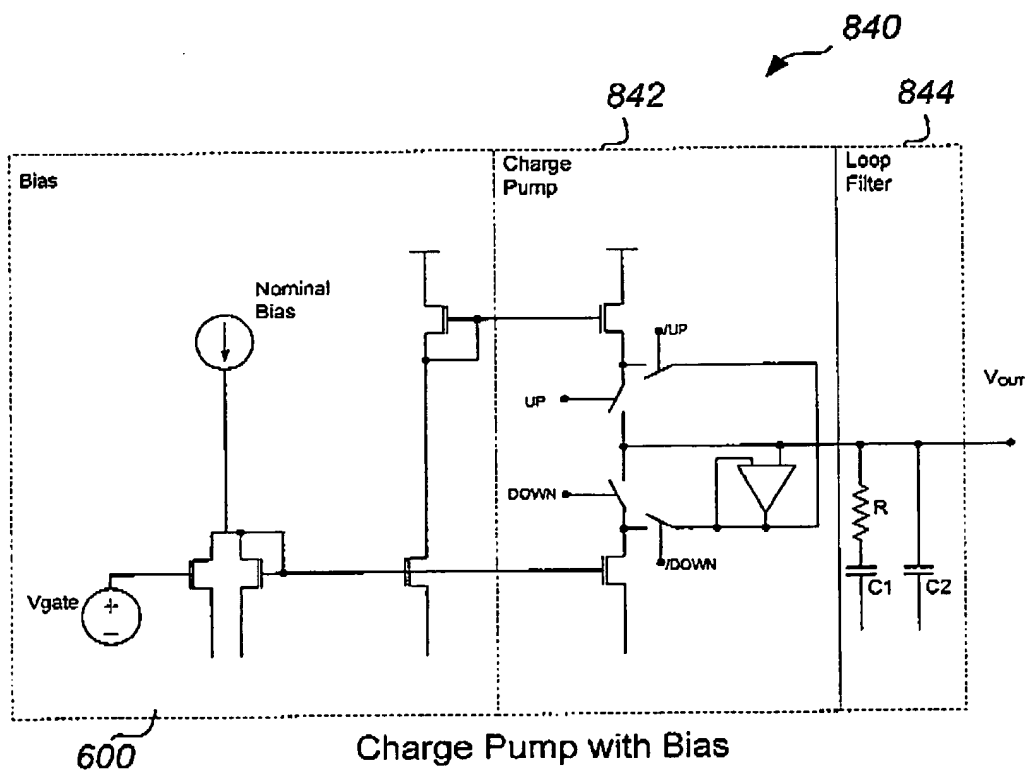 840
842
844
Bias
Charge
Pump
Loop
Filter
Nominal
Bias
/UP
UP
VOUT
DOWN
R
/DOWN
Vgate
+
−
C1
C2
600
Charge Pump with Bias